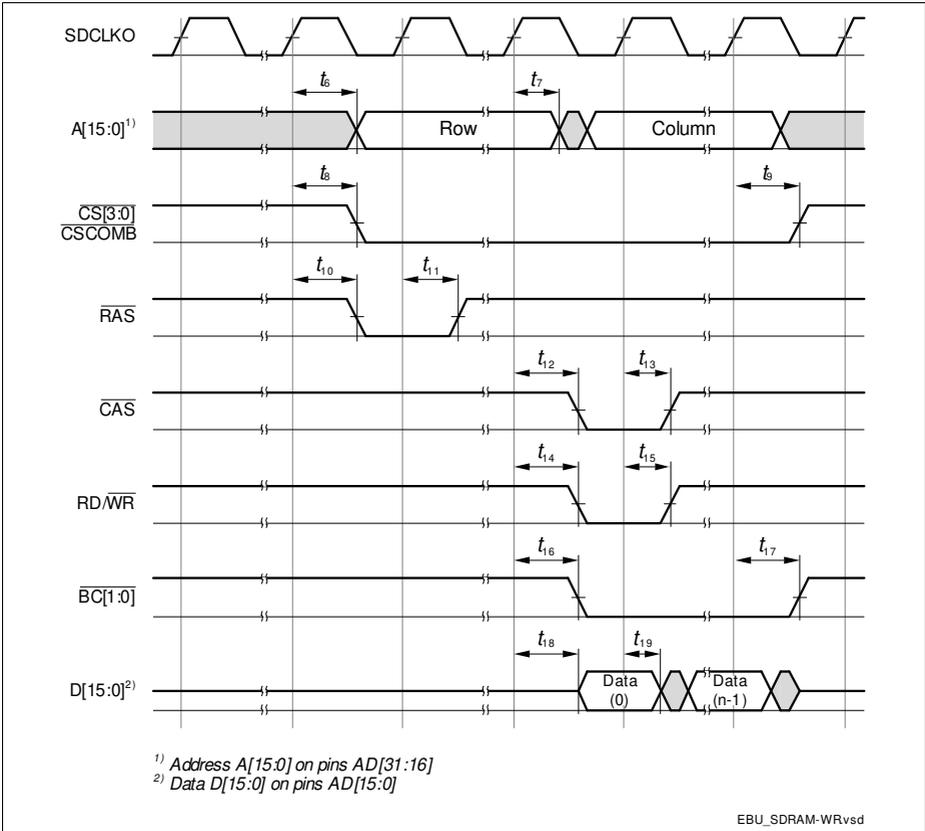 SDCLKO
t6 t7
A[15:0]1) Row Column
t8 t9
CS[3:0]
CSCOMB
t10 t11
RAS
t12 t13
CAS
t14 t15
RD/WR
t16 t17
BC[1:0]
t18 t19
D[15:0]2) Data (0) Data (n-1)
1) Address A[15:0] on pins AD[31:16]
2) Data D[15:0] on pins AD[15:0]
EBU_SDRAM-WR.vsd